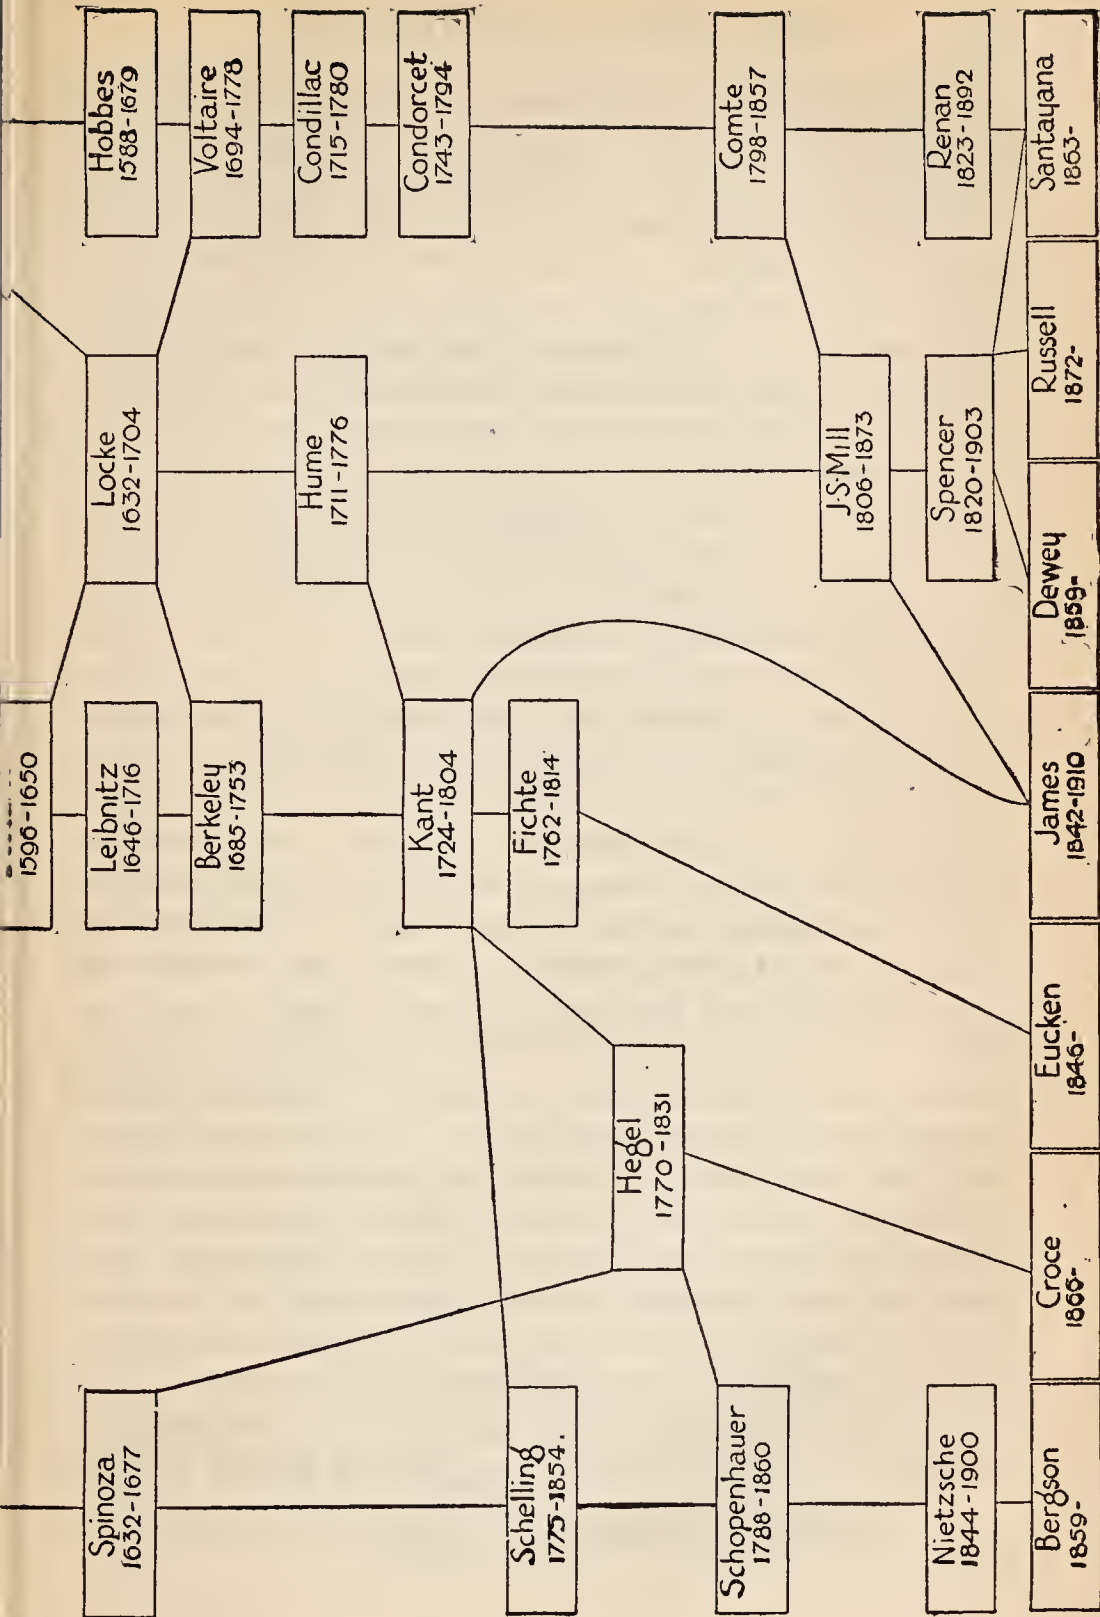 1596-1650
Spinoza
1632-1677
Leibnitz
1646-1716
Locke
1632-1704
Hobbes
1588-1679
Berkeley
1685-1753
Voltaire
1694-1778
Hume
1711-1776
Condillac
1715-1780
Kant
1724-1804
Condorcet
1743-1794
Schelling
1775-1854.
Fichte
1762-1814
Hegel
1770-1831
Schopenhauer
1788-1860
Comte
1798-1857
J.S.Mill
1806-1873
Nietzsche
1844-1900
Spencer
1820-1903
Renan
1823-1892
Bergson
1859-
Croce
1866-
Eucken
1846-
James
1842-1910
Dewey
1859-
Russell
1872-
Santayana
1863-